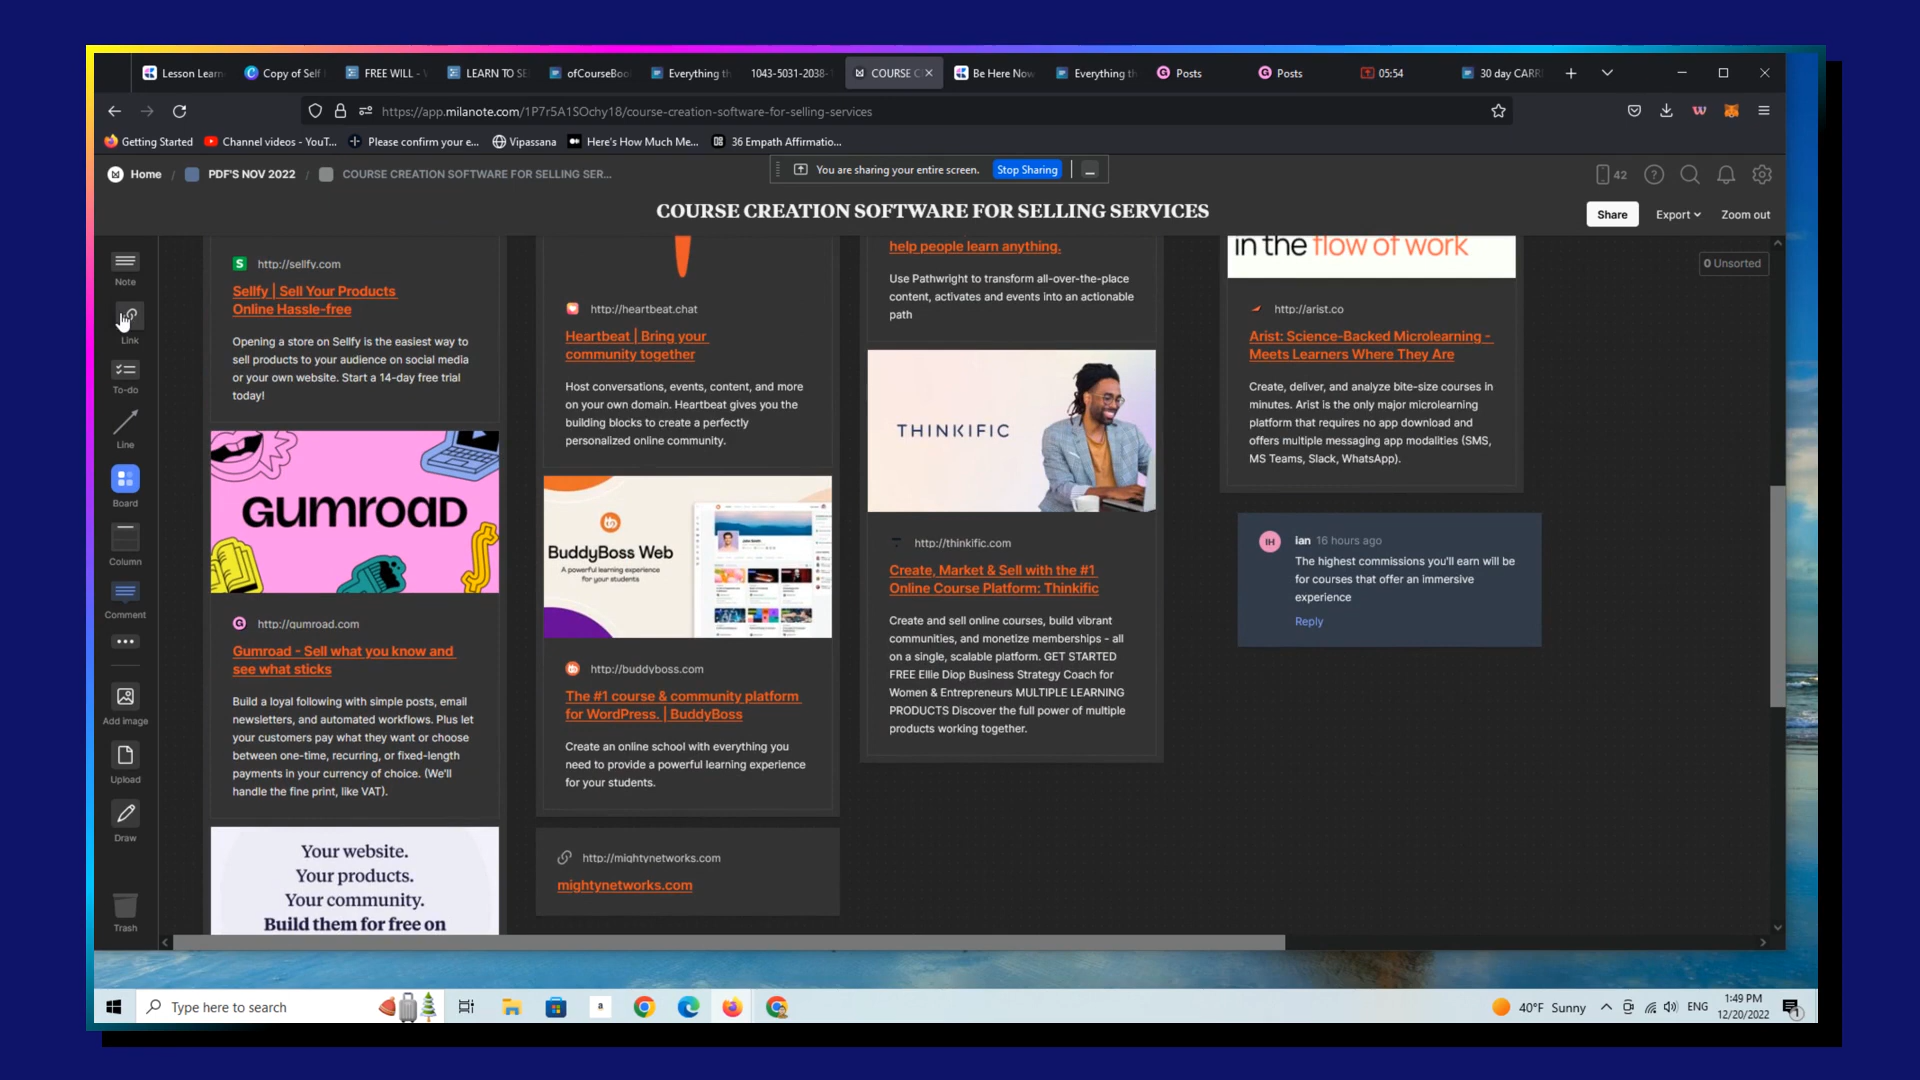 Lesson Learn
Copy of Self
FREE WILL -
LEARN TO SE
ofCourseBoo
Everything th
1043-5031-2038-
COURSE C
Be Here Now
Everything th
Posts
Posts
05:54
30 day CARR
https://app.milanote.com/1P7r5A1SOchy18/course-creation-software-for-selling-services
Getting Started
Channel videos - YouT...
Please confirm your e...
Vipassana
Here's How Much Me...
36 Empath Affirmatio...
Home / PDF'S NOV 2022 / COURSE CREATION SOFTWARE FOR SELLING SER...
You are sharing your entire screen.
Stop Sharing
42
COURSE CREATION SOFTWARE FOR SELLING SERVICES
Share
Export
Zoom out
0 Unsorted
Note
Link
To-do
Line
Board
Column
Comment
Add image
Upload
Draw
Trash
http://sellfy.com
Sellfy | Sell Your Products
Online Hassle-free
Opening a store on Sellfy is the easiest way to
sell products to your audience on social media
or your own website. Start a 14-day free trial
today!
GUMROAD
http://gumroad.com
Gumroad - Sell what you know and
see what sticks
Build a loyal following with simple posts, email
newsletters, and automated workflows. Plus let
your customers pay what they want or choose
between one-time, recurring, or fixed-length
payments in your currency of choice. (We'll
handle the fine print, like VAT).
Your website.
Your products.
Your community.
Build them for free on
http://heartbeat.chat
Heartbeat | Bring your
community together
Host conversations, events, content, and more
on your own domain. Heartbeat gives you the
building blocks to create a perfectly
personalized online community.
BuddyBoss Web
A powerful learning experience
for your students
http://buddyboss.com
The #1 course & community platform
for WordPress. | BuddyBoss
Create an online school with everything you
need to provide a powerful learning experience
for your students.
http://mightynetworks.com
mightynetworks.com
help people learn anything.
Use Pathwright to transform all-over-the-place
content, activates and events into an actionable
path
THINKIFIC
http://thinkific.com
Create, Market & Sell with the #1
Online Course Platform: Thinkific
Create and sell online courses, build vibrant
communities, and monetize memberships - all
on a single, scalable platform. GET STARTED
FREE Ellie Diop Business Strategy Coach for
Women & Entrepreneurs MULTIPLE LEARNING
PRODUCTS Discover the full power of multiple
products working together.
in the flow of work
http://arist.co
Arist: Science-Backed Microlearning -
Meets Learners Where They Are
Create, deliver, and analyze bite-size courses in
minutes. Arist is the only major microlearning
platform that requires no app download and
offers multiple messaging app modalities (SMS,
MS Teams, Slack, WhatsApp).
IH
ian 16 hours ago
The highest commissions you'll earn will be
for courses that offer an immersive
experience
Reply
Type here to search
40°F Sunny
ENG
1:49 PM
12/20/2022
1